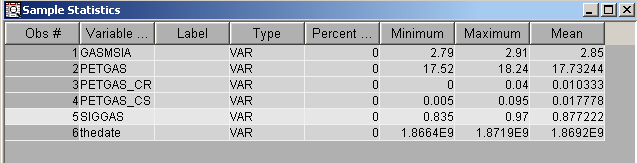 Sample Statistics
Obs # Variable ... Label Type Percent ... Minimum Maximum Mean
1 GASMSIA VAR 0 2.79 2.91 2.85
2 PETGAS VAR 0 17.52 18.24 17.73244
3 PETGAS_CR VAR 0 0 0.04 0.010333
4 PETGAS_CS VAR 0 0.005 0.095 0.017778
5 SIGGAS VAR 0 0.835 0.97 0.877222
6 thedate VAR 0 1.8664E9 1.8719E9 1.8692E9